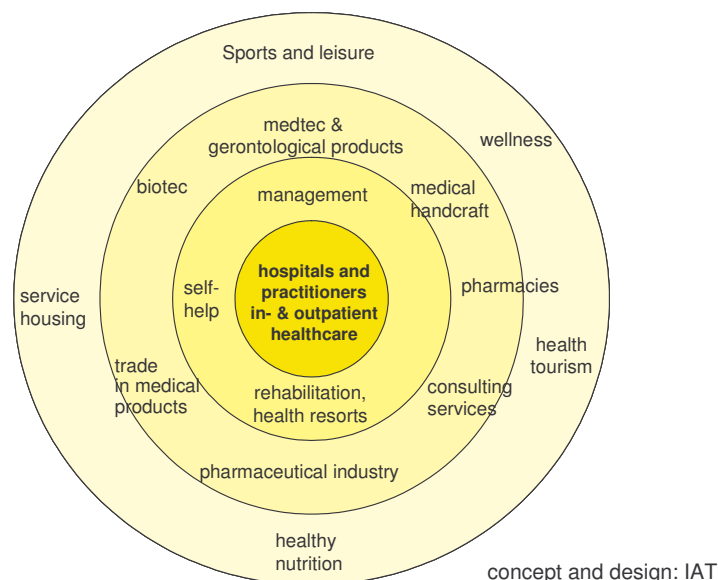 Sports and leisure
medtec &
gerontological products
wellness
biotec
management
medical
handcraft
hospitals and
practitioners
in- & outpatient
healthcare
self-
help
pharmacies
service
housing
health
tourism
trade
in medical
products
rehabilitation,
health resorts
consulting
services
pharmaceutical industry
healthy
nutrition
concept and design: IAT